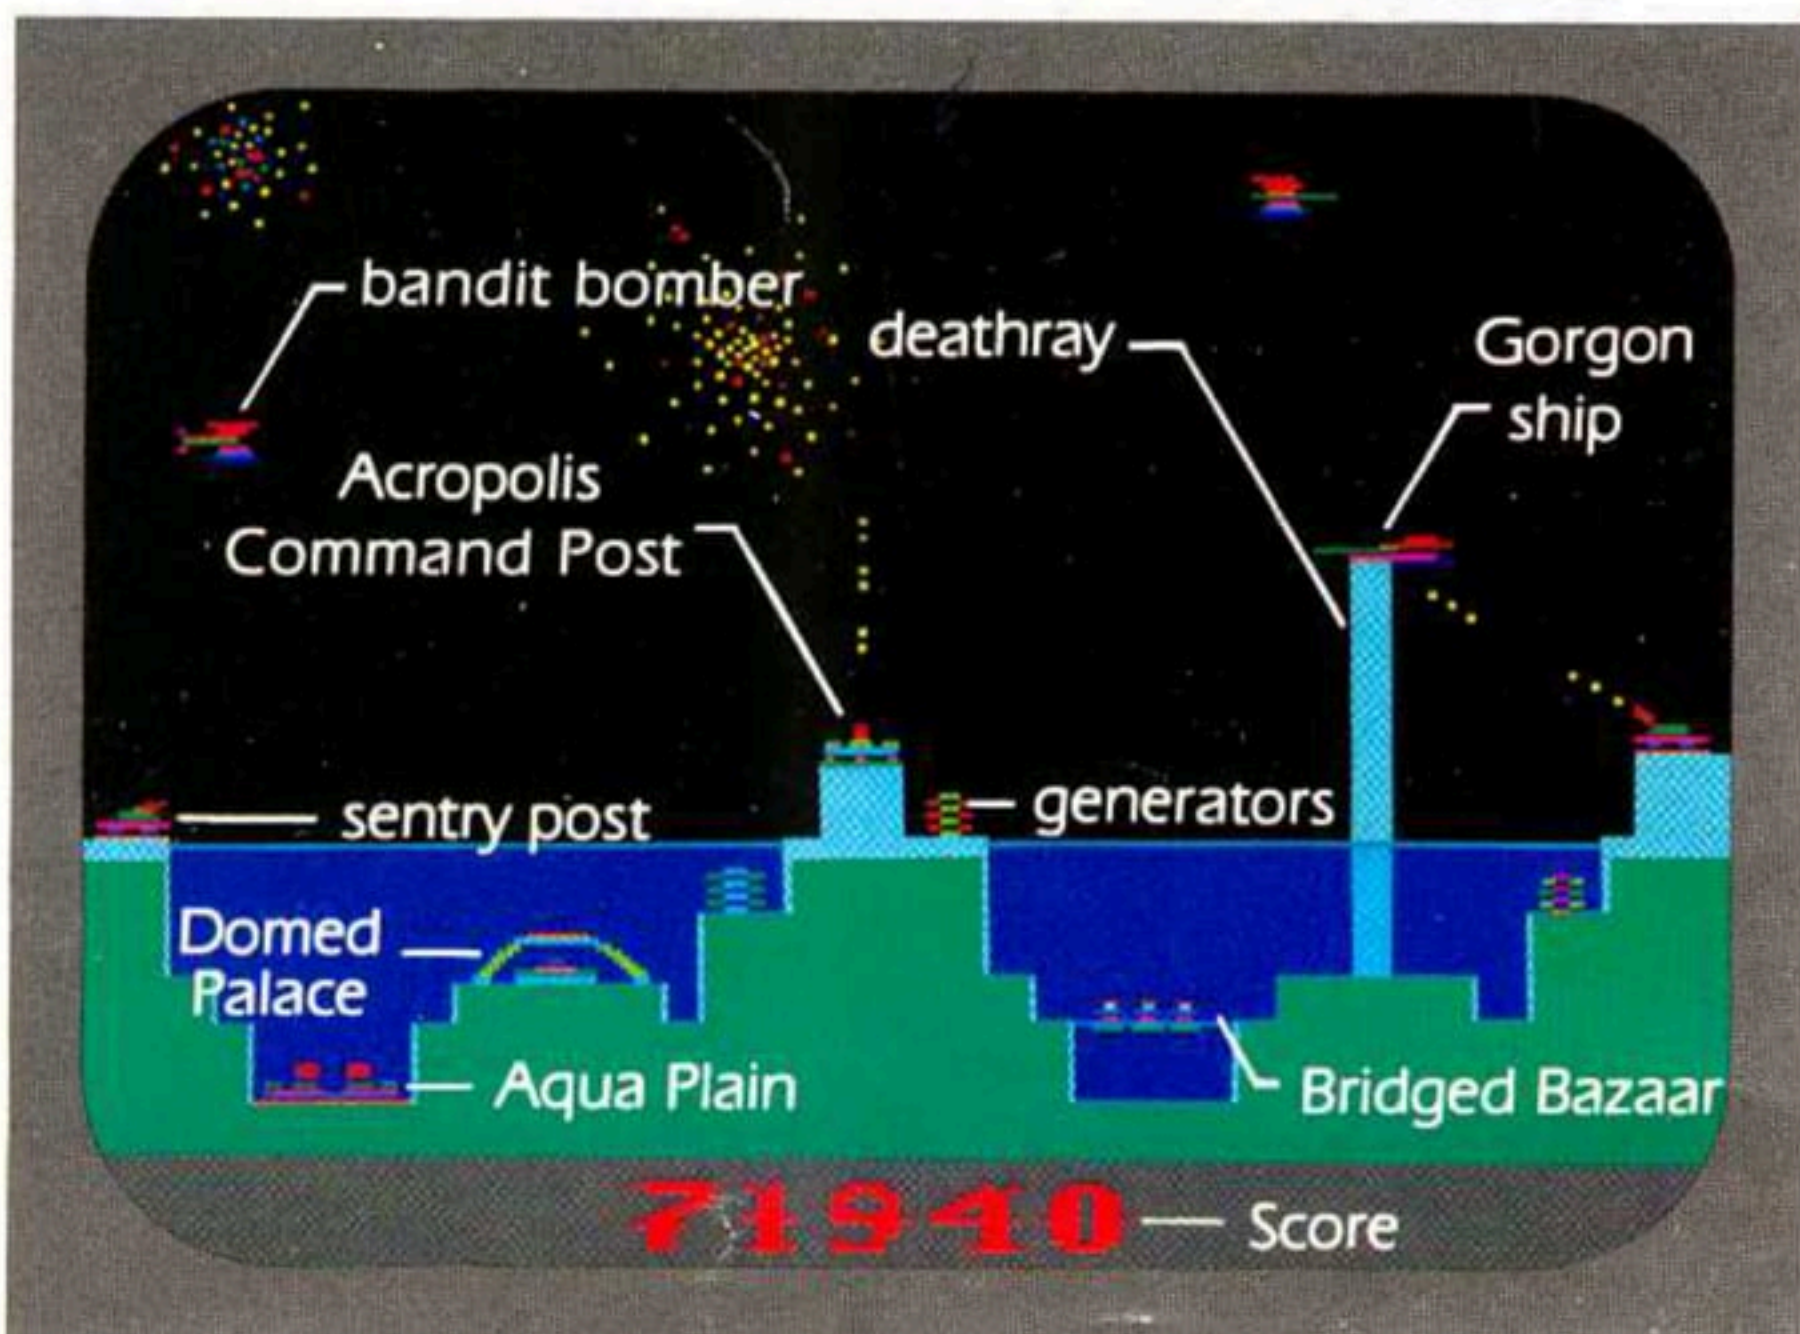 bandit bomber
deathray
Gorgon
ship
Acropolis
Command Post
sentry post
generators
Domed
Palace
Aqua Plain
Bridged Bazaar
71940
Score